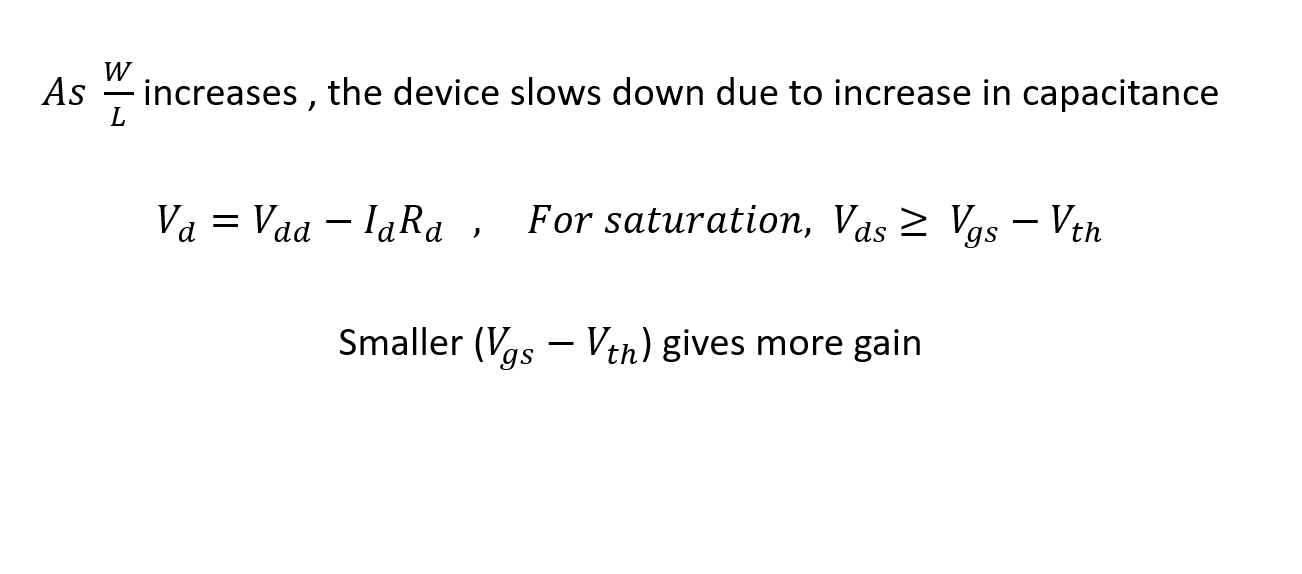 As W/L increases , the device slows down due to increase in capacitance
V_d = V_dd − I_d R_d , For saturation, V_ds ≥ V_gs − V_th
Smaller (V_gs − V_th) gives more gain